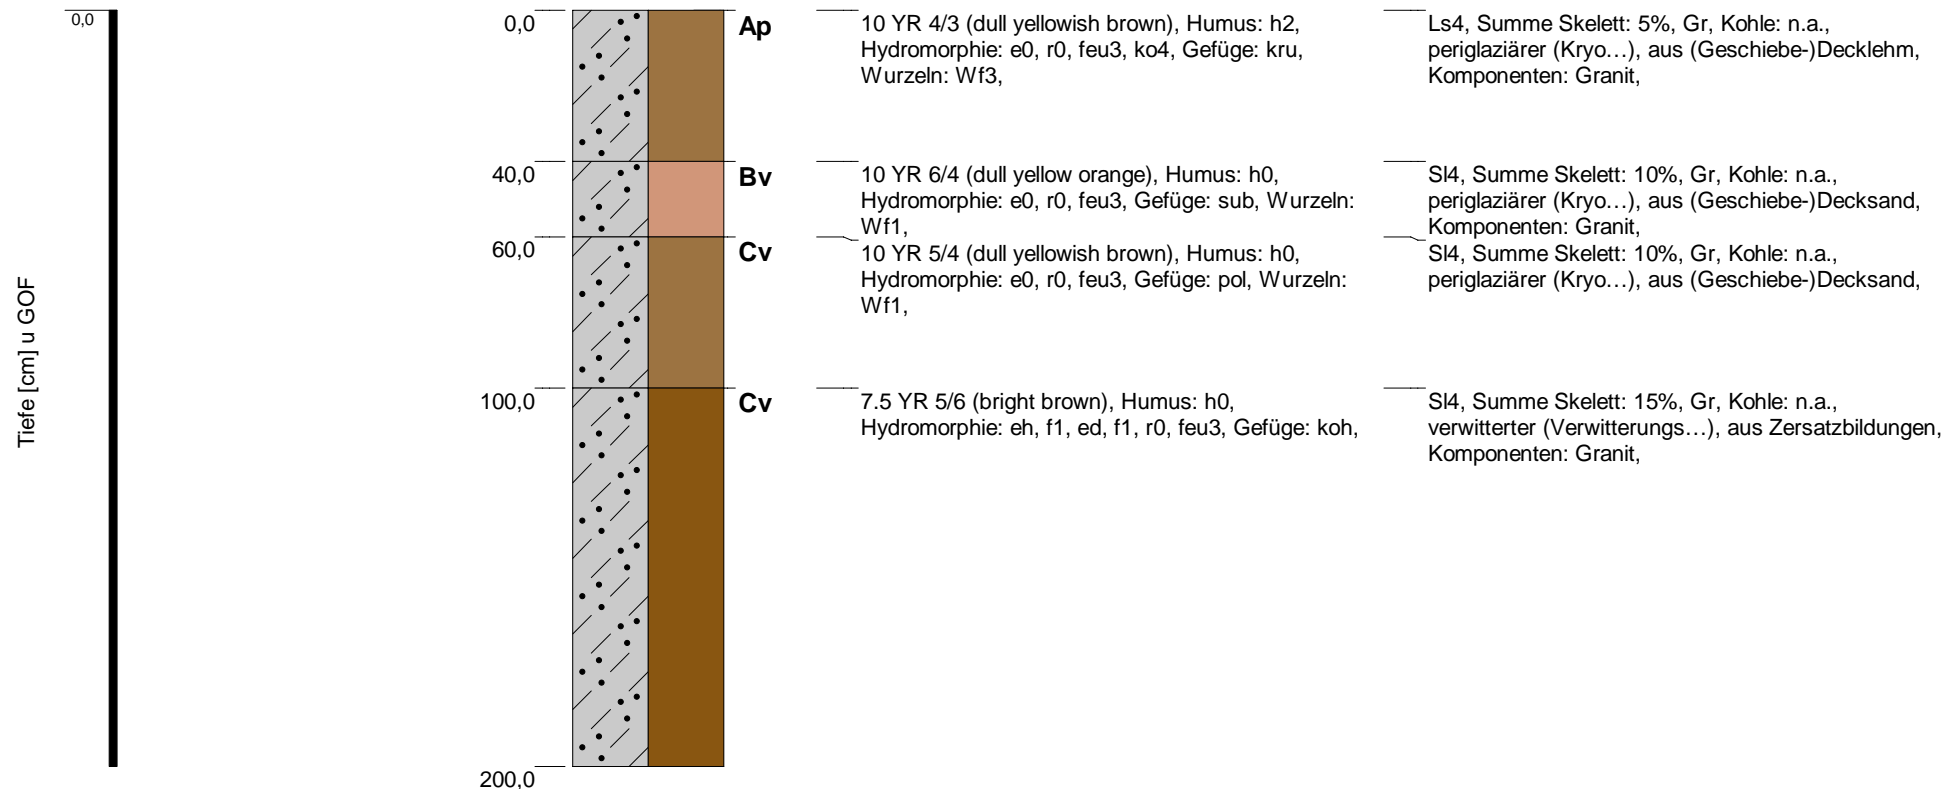 Tiefe [cm] u GOF
0,0
0,0
Ap
10 YR 4/3 (dull yellowish brown), Humus: h2,
Hydromorphie: e0, r0, feu3, ko4, Gefüge: kru,
Wurzeln: Wf3,
Ls4, Summe Skelett: 5%, Gr, Kohle: n.a.,
periglaziärer (Kryo…), aus (Geschiebe-)Decklehm,
Komponenten: Granit,
40,0
Bv
10 YR 6/4 (dull yellow orange), Humus: h0,
Hydromorphie: e0, r0, feu3, Gefüge: sub, Wurzeln:
Wf1,
Sl4, Summe Skelett: 10%, Gr, Kohle: n.a.,
periglaziärer (Kryo…), aus (Geschiebe-)Decksand,
Komponenten: Granit,
60,0
Cv
10 YR 5/4 (dull yellowish brown), Humus: h0,
Hydromorphie: e0, r0, feu3, Gefüge: pol, Wurzeln:
Wf1,
Sl4, Summe Skelett: 10%, Gr, Kohle: n.a.,
periglaziärer (Kryo…), aus (Geschiebe-)Decksand,
100,0
Cv
7.5 YR 5/6 (bright brown), Humus: h0,
Hydromorphie: eh, f1, ed, f1, r0, feu3, Gefüge: koh,
Sl4, Summe Skelett: 15%, Gr, Kohle: n.a.,
verwitterter (Verwitterungs…), aus Zersatzbildungen,
Komponenten: Granit,
200,0